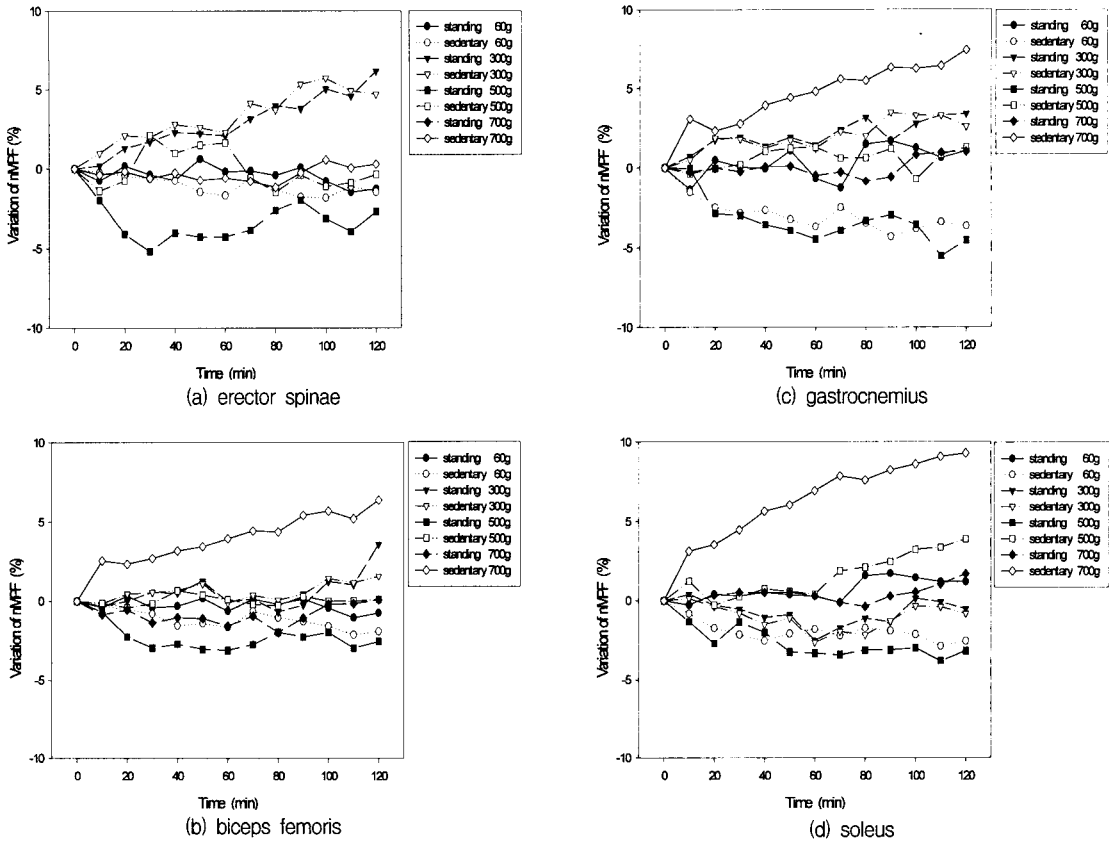 10
5
0
-5
-10
Variation of nMPF (%)
0 20 40 60 80 100 120
Time (min)
standing 60g
sedentary 60g
standing 300g
sedentary 300g
standing 500g
sedentary 500g
standing 700g
sedentary 700g
(a) erector spinae
10
5
0
-5
-10
Variation of nMPF (%)
0 20 40 60 80 100 120
Time (min)
standing 60g
sedentary 60g
standing 300g
sedentary 300g
standing 500g
sedentary 500g
standing 700g
sedentary 700g
(c) gastrocnemius
10
5
0
-5
-10
Variation of nMPF (%)
0 20 40 60 80 100 120
Time (min)
standing 60g
sedentary 60g
standing 300g
sedentary 300g
standing 500g
sedentary 500g
standing 700g
sedentary 700g
(b) biceps femoris
10
5
0
-5
-10
Variation of nMPF (%)
0 20 40 60 80 100 120
Time (min)
standing 60g
sedentary 60g
standing 300g
sedentary 300g
standing 500g
sedentary 500g
standing 700g
sedentary 700g
(d) soleus